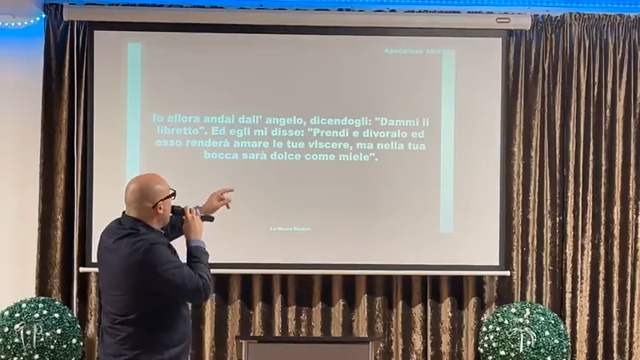 Io allora andai dall' angelo, dicendogli: "Dammi il
libretto". Ed egli mi disse: "Prendi e divoralo ed
esso renderà amare le tue viscere, ma nella tua
bocca sarà dolce come miele".
La Nuova Diodati